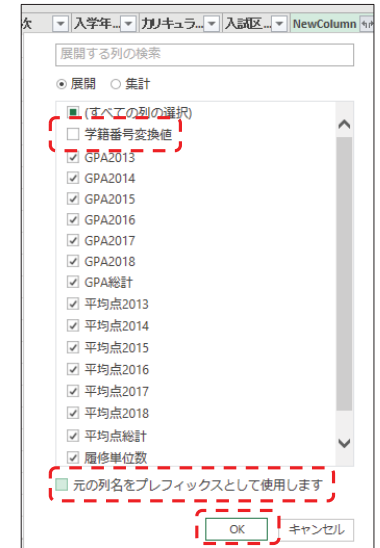 次 入学年... カリキュラ... 入試区... NewColumn
展開する列の検索
展開 集計
(すべての列の選択)
学籍番号変換値
GPA2013
GPA2014
GPA2015
GPA2016
GPA2017
GPA2018
GPA総計
平均点2013
平均点2014
平均点2015
平均点2016
平均点2017
平均点2018
平均点総計
履修単位数
元の列名をプレフィックスとして使用します
OK キャンセル